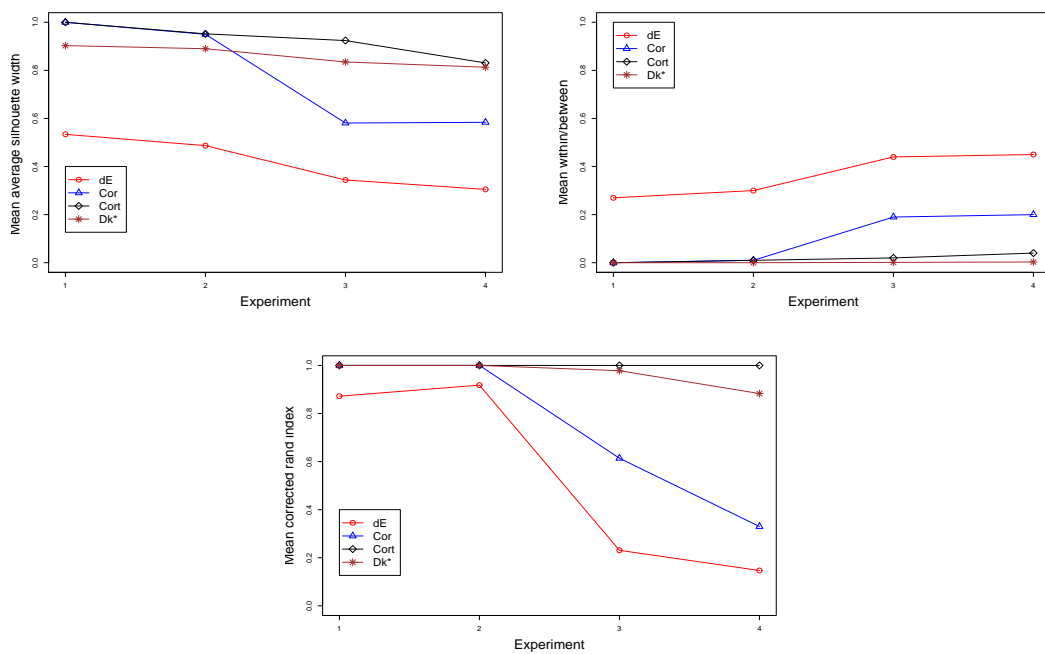 Mean average silhouette width
1.0
0.8
0.6
0.4
0.2
0.0
dE
Cor
Cort
Dk*
1 2 3 4
Experiment
Mean within/between
1.0
0.8
0.6
0.4
0.2
0.0
dE
Cor
Cort
Dk*
1 2 3 4
Experiment
Mean corrected rand index
1.0
0.8
0.6
0.4
0.2
0.0
dE
Cor
Cort
Dk*
1 2 3 4
Experiment